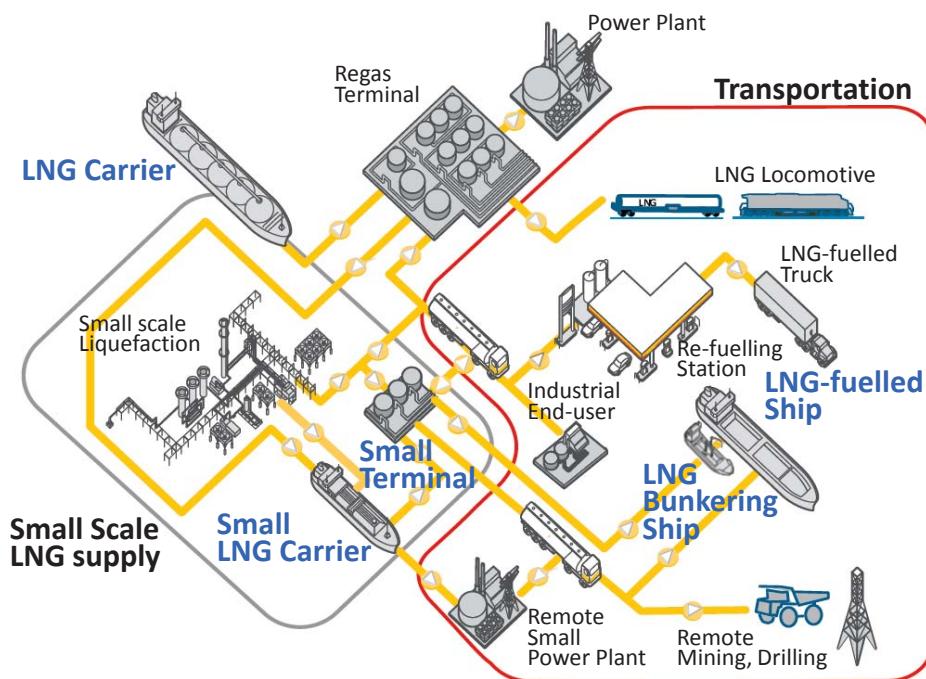 Power Plant
Regas
Terminal
Transportation
LNG Carrier
LNG Locomotive
LNG
LNG-fuelled
Truck
Small scale
Liquefaction
Re-fuelling
Station
Industrial
End-user
LNG-fuelled
Ship
Small
Terminal
LNG
Bunkering
Ship
Small Scale
LNG supply
Small
LNG Carrier
Remote
Small
Power Plant
Remote
Mining, Drilling